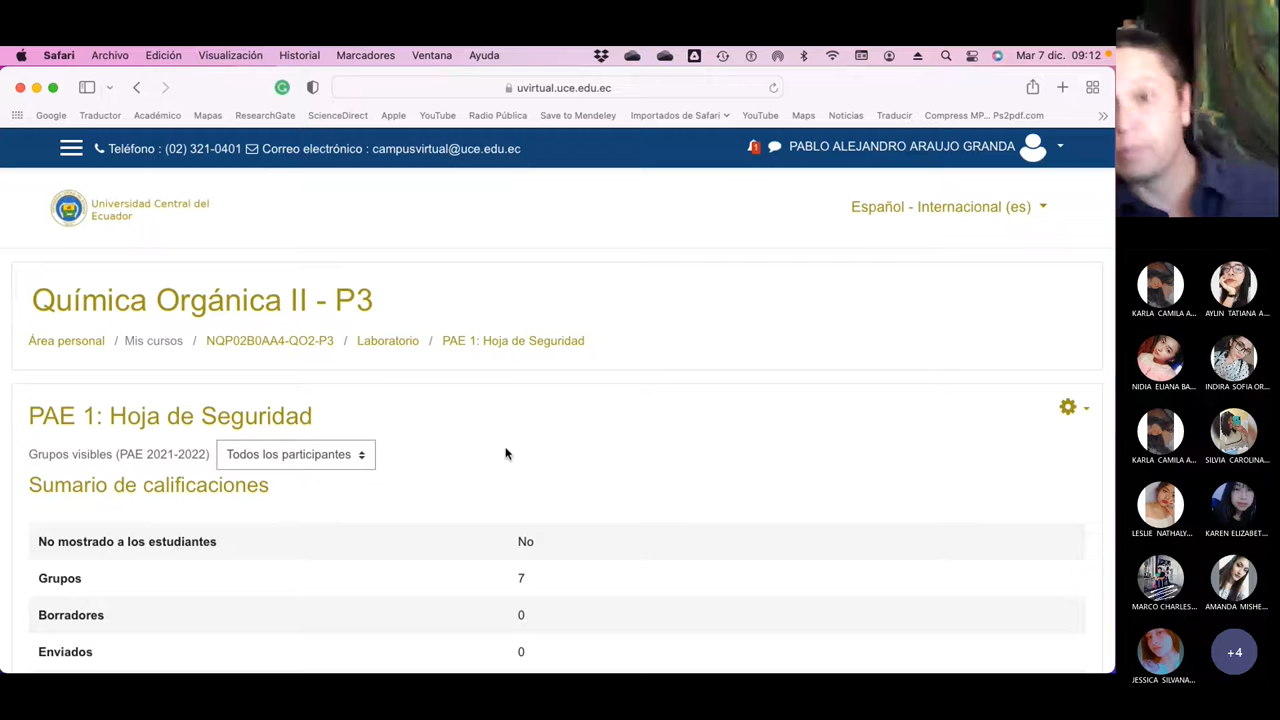 Safari Archivo Edición Visualización Historial Marcadores Ventana Ayuda Mar 7 dic. 09:12
uvirtual.uce.edu.ec
Google Traductor Académico Mapas ResearchGate ScienceDirect Apple YouTube Radio Pública Save to Mendeley Importados de Safari YouTube Maps Noticias Traducir Compress MP... Ps2pdf.com
Teléfono : (02) 321-0401 Correo electrónico : campusvirtual@uce.edu.ec 1 PABLO ALEJANDRO ARAUJO GRANDA
Universidad Central del
Ecuador
Español - Internacional (es)
Química Orgánica II - P3
Área personal / Mis cursos / NQP02B0AA4-QO2-P3 / Laboratorio / PAE 1: Hoja de Seguridad
PAE 1: Hoja de Seguridad
Grupos visibles (PAE 2021-2022) Todos los participantes
Sumario de calificaciones
No mostrado a los estudiantes No
Grupos 7
Borradores 0
Enviados 0
KARLA CAMILA A... AYLIN TATIANA A...
NIDIA ELIANA BA... INDIRA SOFIA OR...
KARLA CAMILA A... SILVIA CAROLINA...
LESLIE NATHALY... KAREN ELIZABET...
MARCO CHARLES... AMANDA MISHE...
JESSICA SILVANA... +4